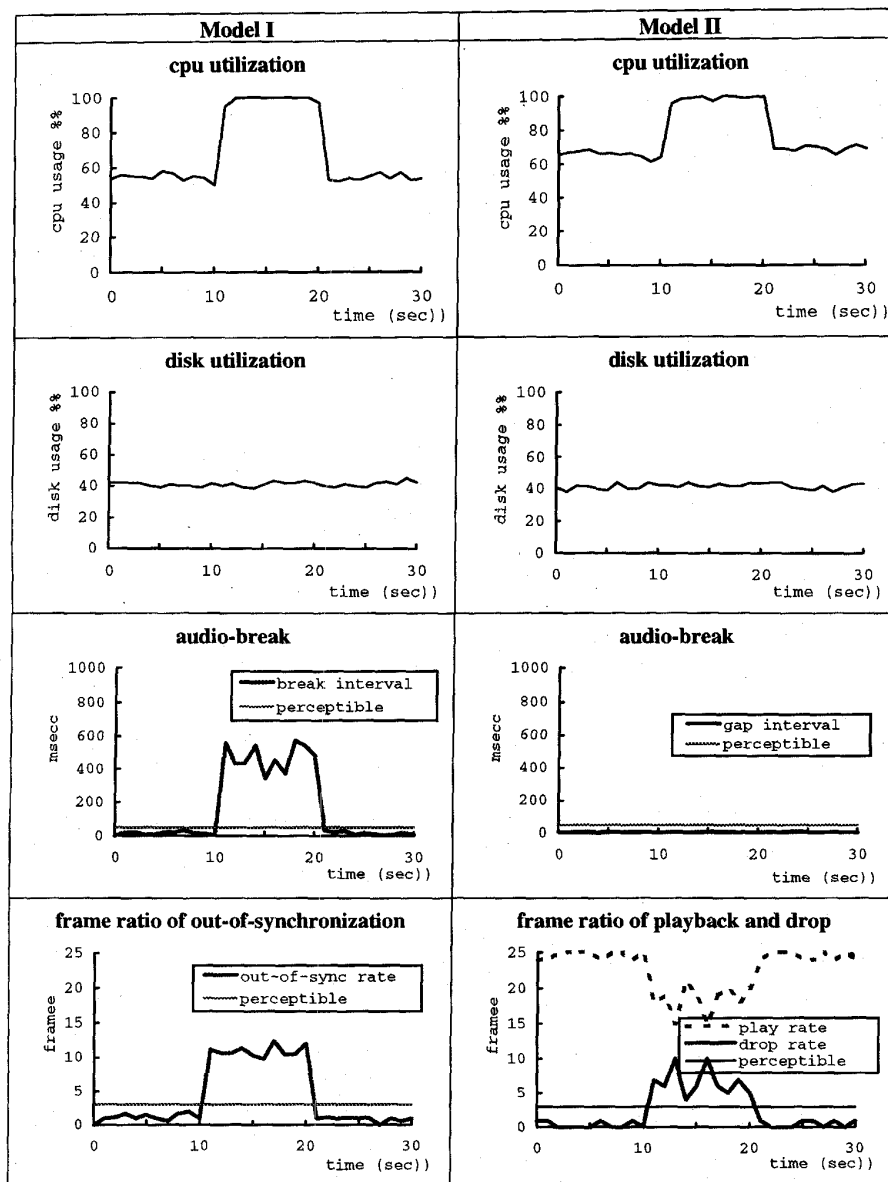 Model I
Model II
cpu utilization
cpu usage %%
100
80
60
40
20
0
0 10 20 30
time (sec))
cpu utilization
cpu usage %%
100
80
60
40
20
0
0 10 20 30
time (sec))
disk utilization
disk usage %%
100
80
60
40
20
0
0 10 20 30
time (sec))
disk utilization
disk usage %%
100
80
60
40
20
0
0 10 20 30
time (sec))
audio-break
msecc
1000
800
600
400
200
0
break interval
perceptible
0 10 20 30
time (sec))
audio-break
msecc
1000
800
600
400
200
0
gap interval
perceptible
0 10 20 30
time (sec))
frame ratio of out-of-synchronization
framee
25
20
15
10
5
0
out-of-sync rate
perceptible
0 10 20 30
time (sec))
frame ratio of playback and drop
framee
25
20
15
10
5
0
play rate
drop rate
perceptible
0 10 20 30
time (sec))